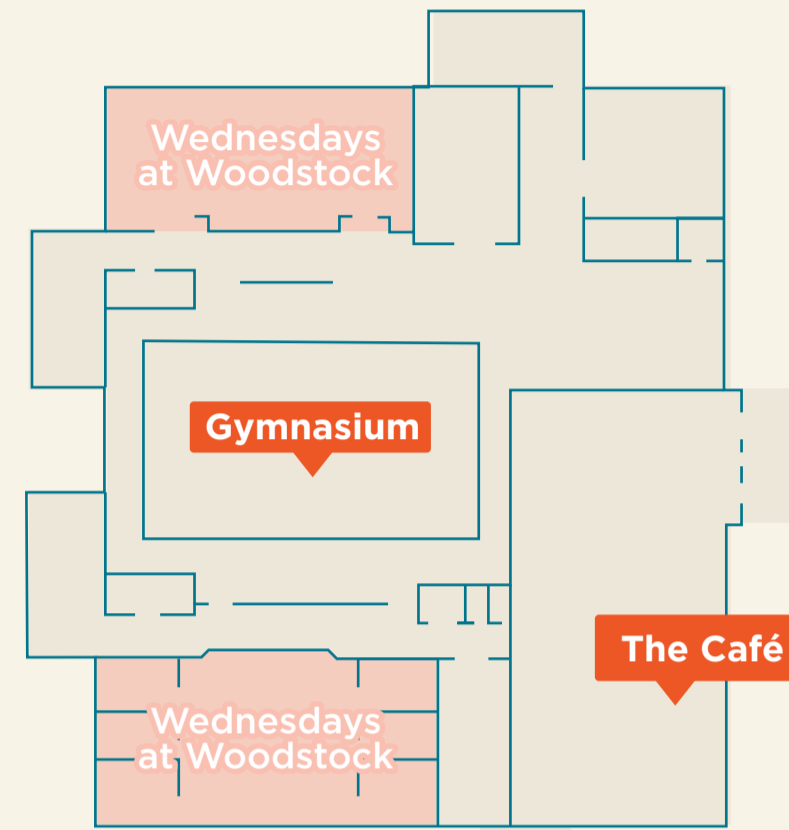 Wednesdays
at Woodstock
Gymnasium
The Café
Wednesdays
at Woodstock